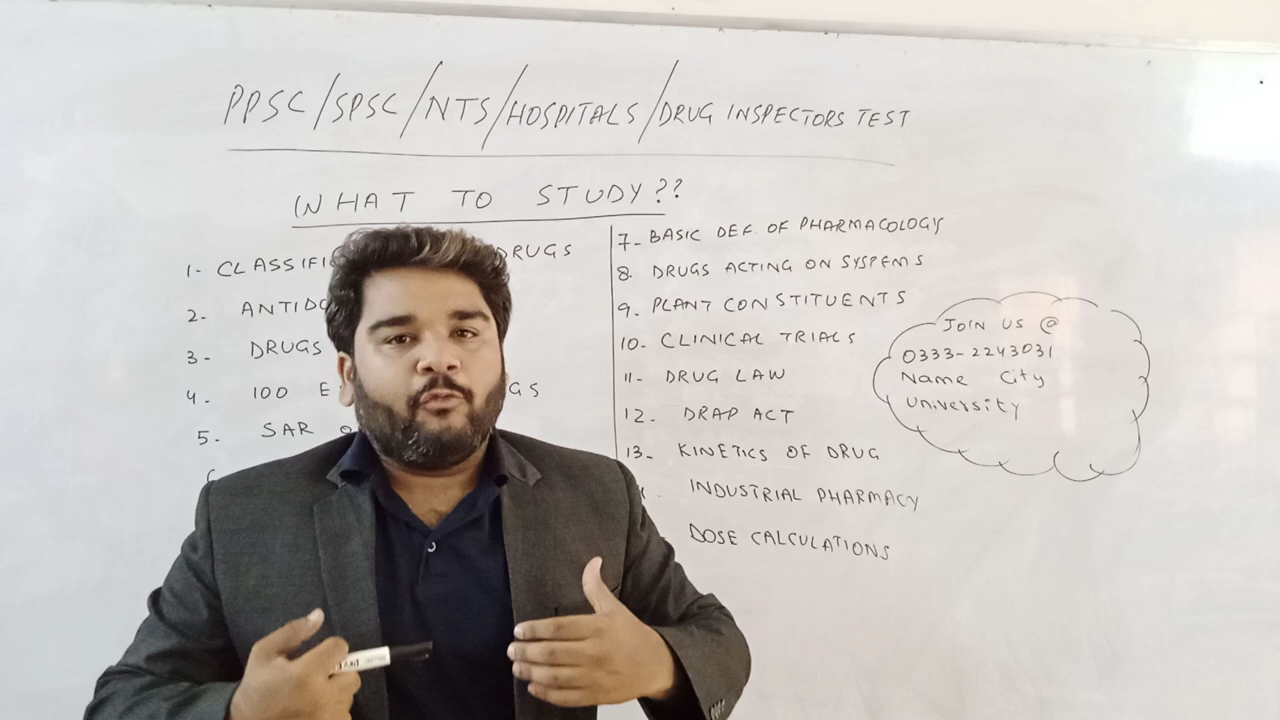 PPSC/SPSC/NTS/HOSPITALS/DRUG INSPECTORS TEST
WHAT TO STUDY??
1- CLASSIFI DRUGS
2. ANTIDO
3- DRUGS
4. 100 E GS
5. SAR
7- BASIC DEF. OF PHARMACOLOGY
8. DRUGS ACTING ON SYSTEMS
9. PLANT CONSTITUENTS
10. CLINICAL TRIALS
11- DRUG LAW
12. DRAP ACT
13. KINETICS OF DRUG
INDUSTRIAL PHARMACY
DOSE CALCULATIONS
JOIN US @
0333-2243031
Name City
University